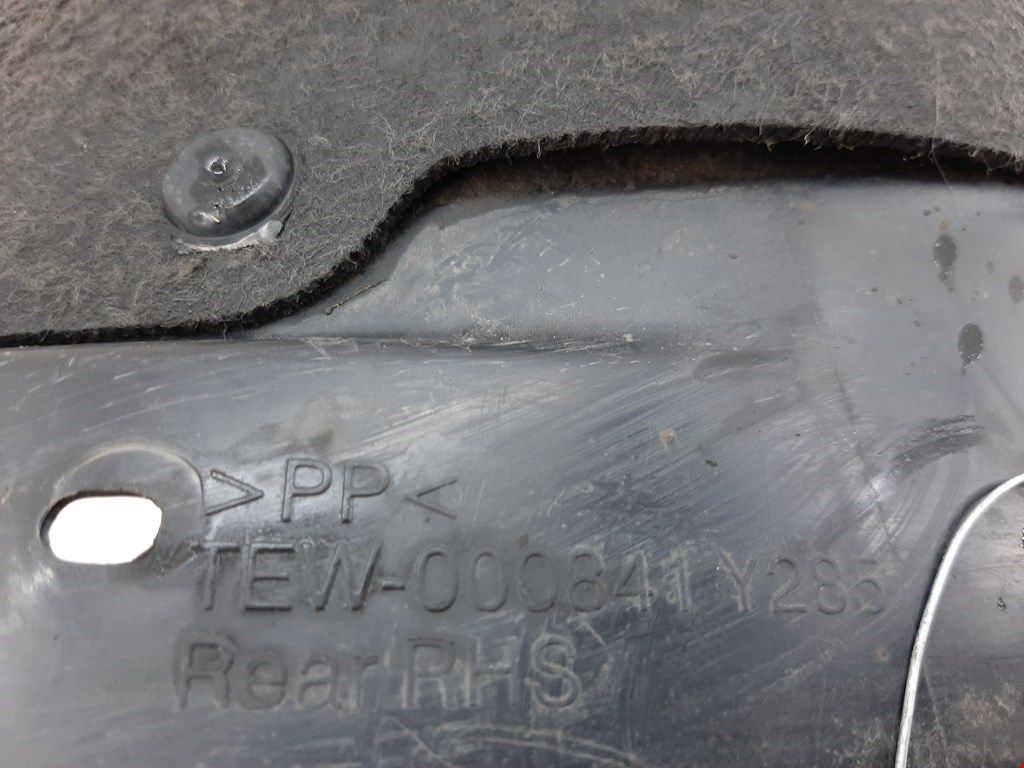 >PP<
TEW-000841 Y285
Rear RHS